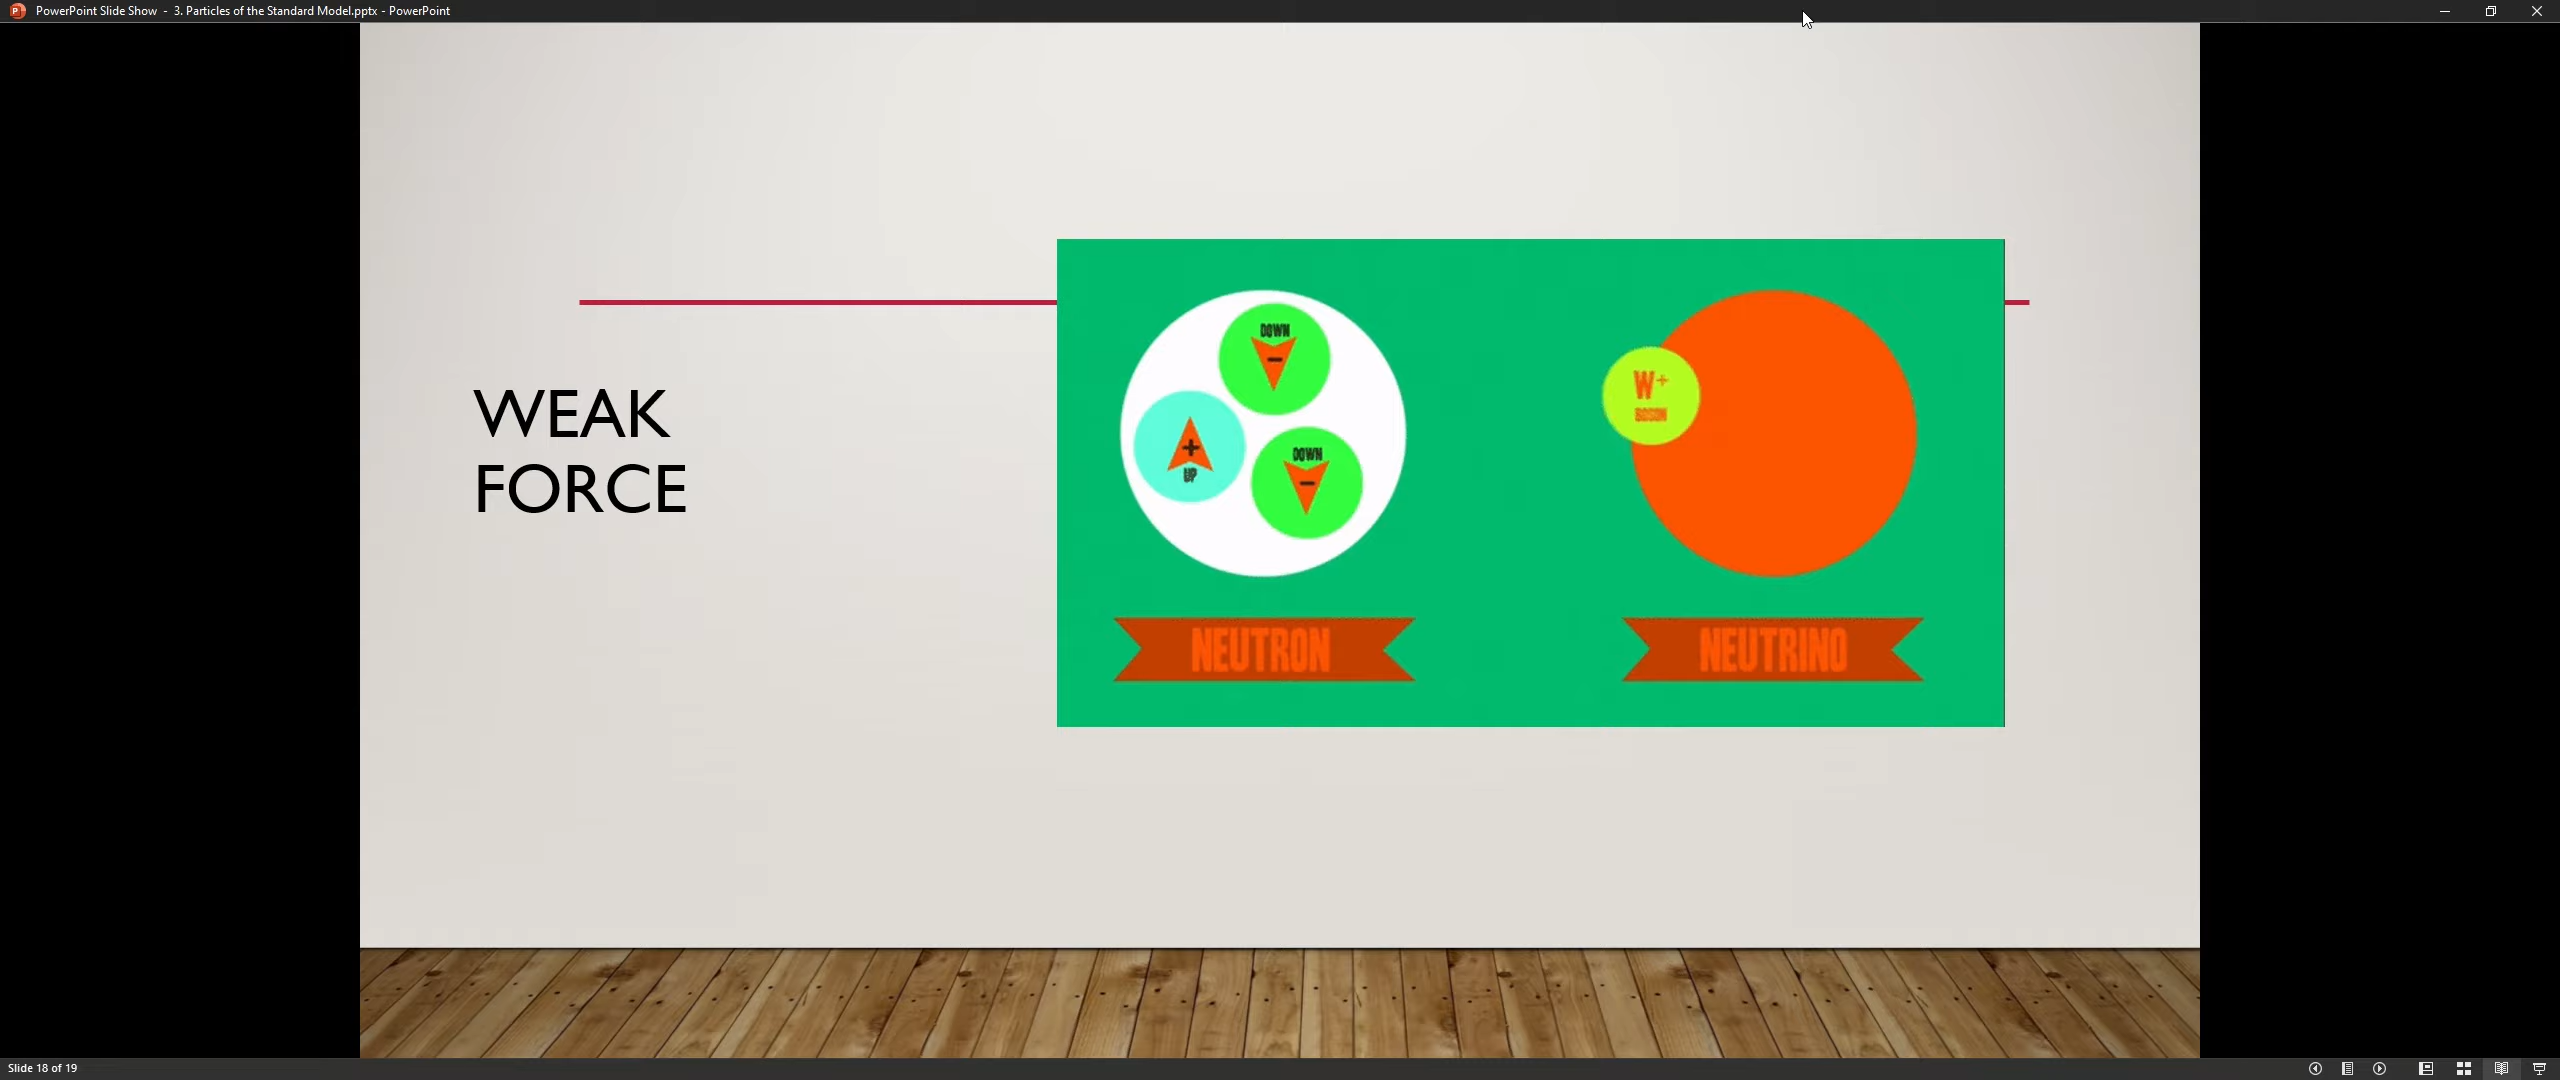 PowerPoint Slide Show - 3. Particles of the Standard Model.pptx - PowerPoint
WEAK
FORCE
DOWN
−
+
UP
DOWN
−
W+
BOSON
NEUTRON
NEUTRINO
Slide 18 of 19